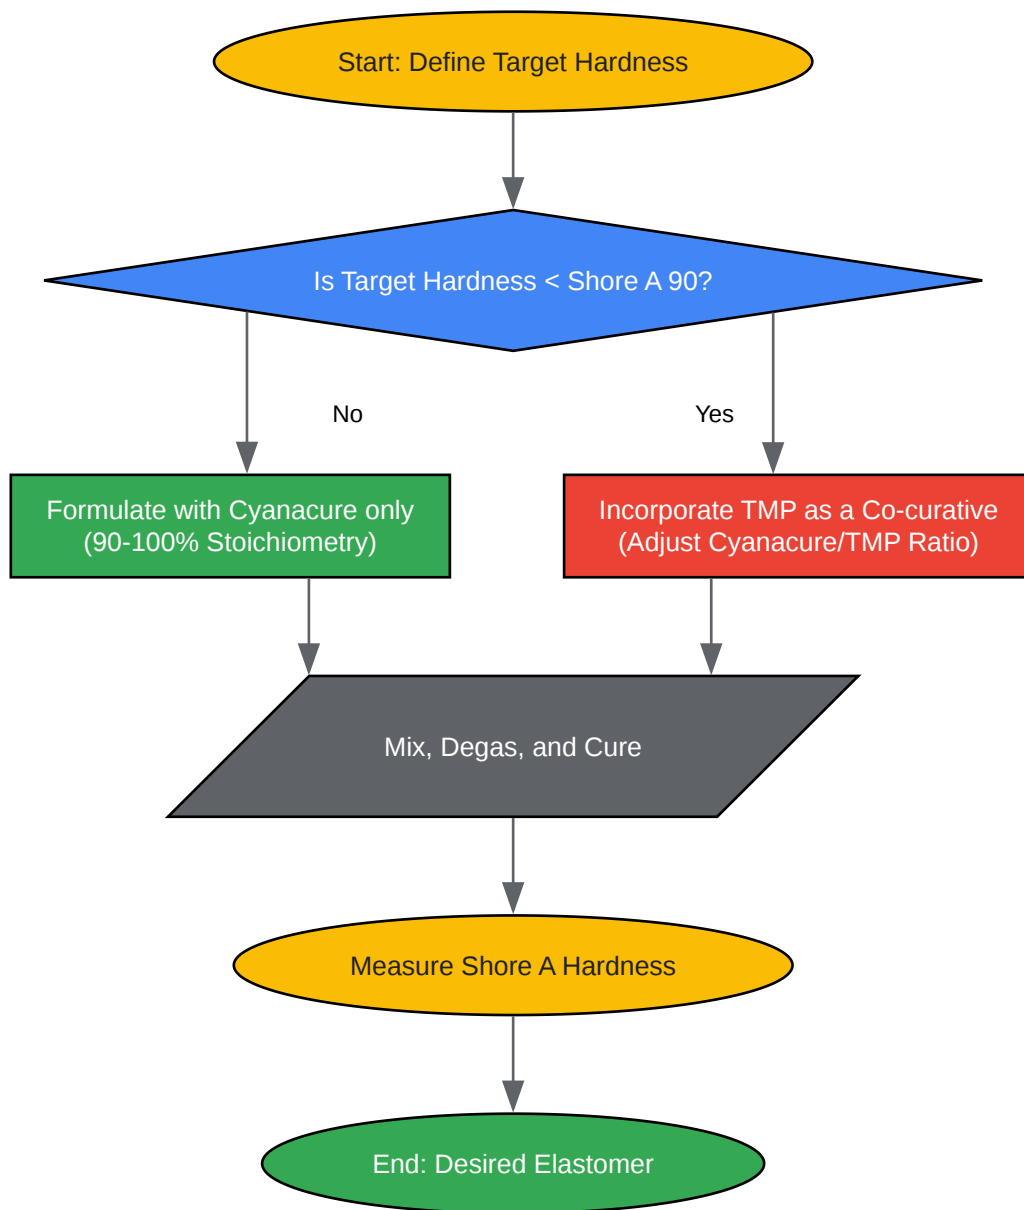 Start: Define Target Hardness
Is Target Hardness < Shore A 90?
No
Yes
Formulate with Cyanacure only
(90-100% Stoichiometry)
Incorporate TMP as a Co-curative
(Adjust Cyanacure/TMP Ratio)
Mix, Degas, and Cure
Measure Shore A Hardness
End: Desired Elastomer